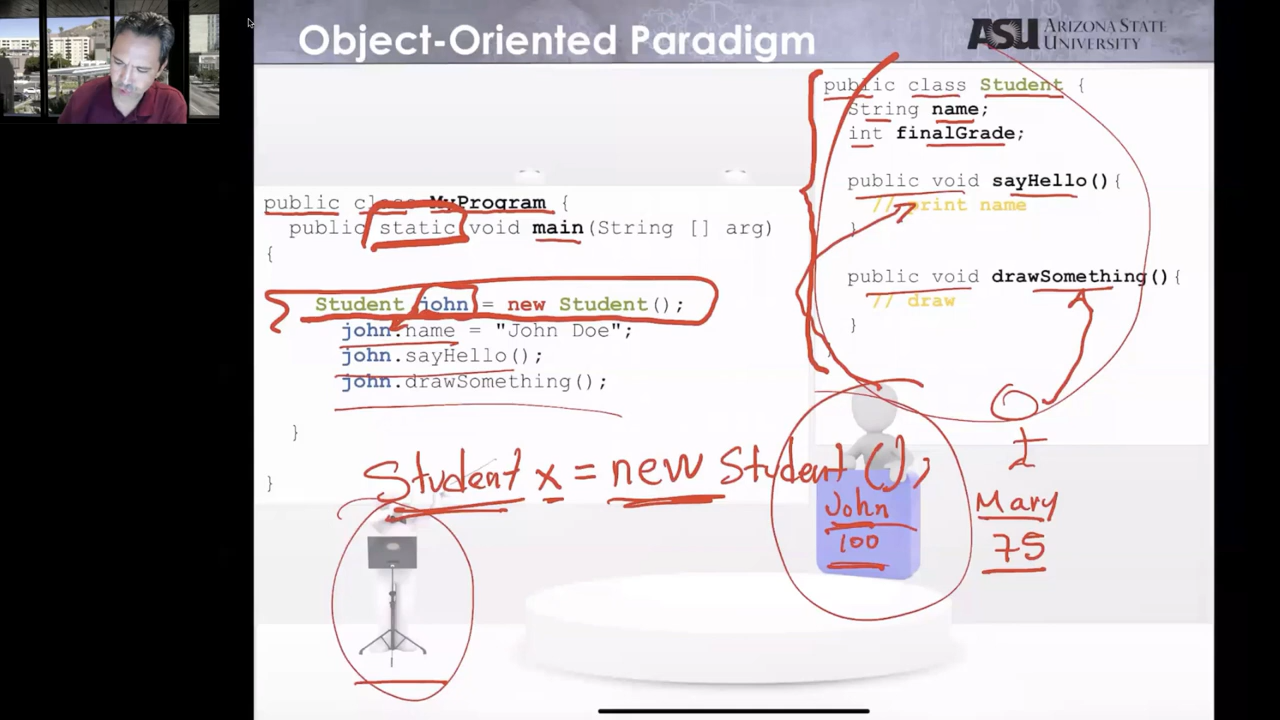 Object-Oriented Paradigm
ASU ARIZONA STATE
UNIVERSITY
public class Student {
String name;
int finalGrade;
public void sayHello(){
// print name
}
public void drawSomething(){
// draw
}
}
public class MyProgram {
public static void main(String [] arg)
{
Student john = new Student();
john.name = "John Doe";
john.sayHello();
john.drawSomething();
}
}
Student x = new Student();
John
100
Mary
75